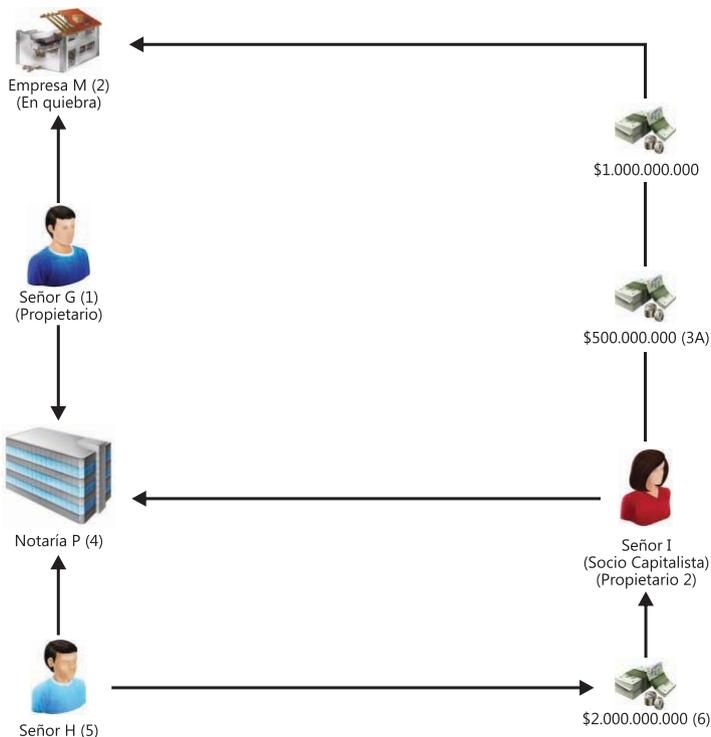 Empresa M (2)
(En quiebra)
$1.000.000.000
Señor G (1)
(Propietario)
$500.000.000 (3A)
Notaría P (4)
Señor I
(Socio Capitalista)
(Propietario 2)
Señor H (5)
$2.000.000.000 (6)